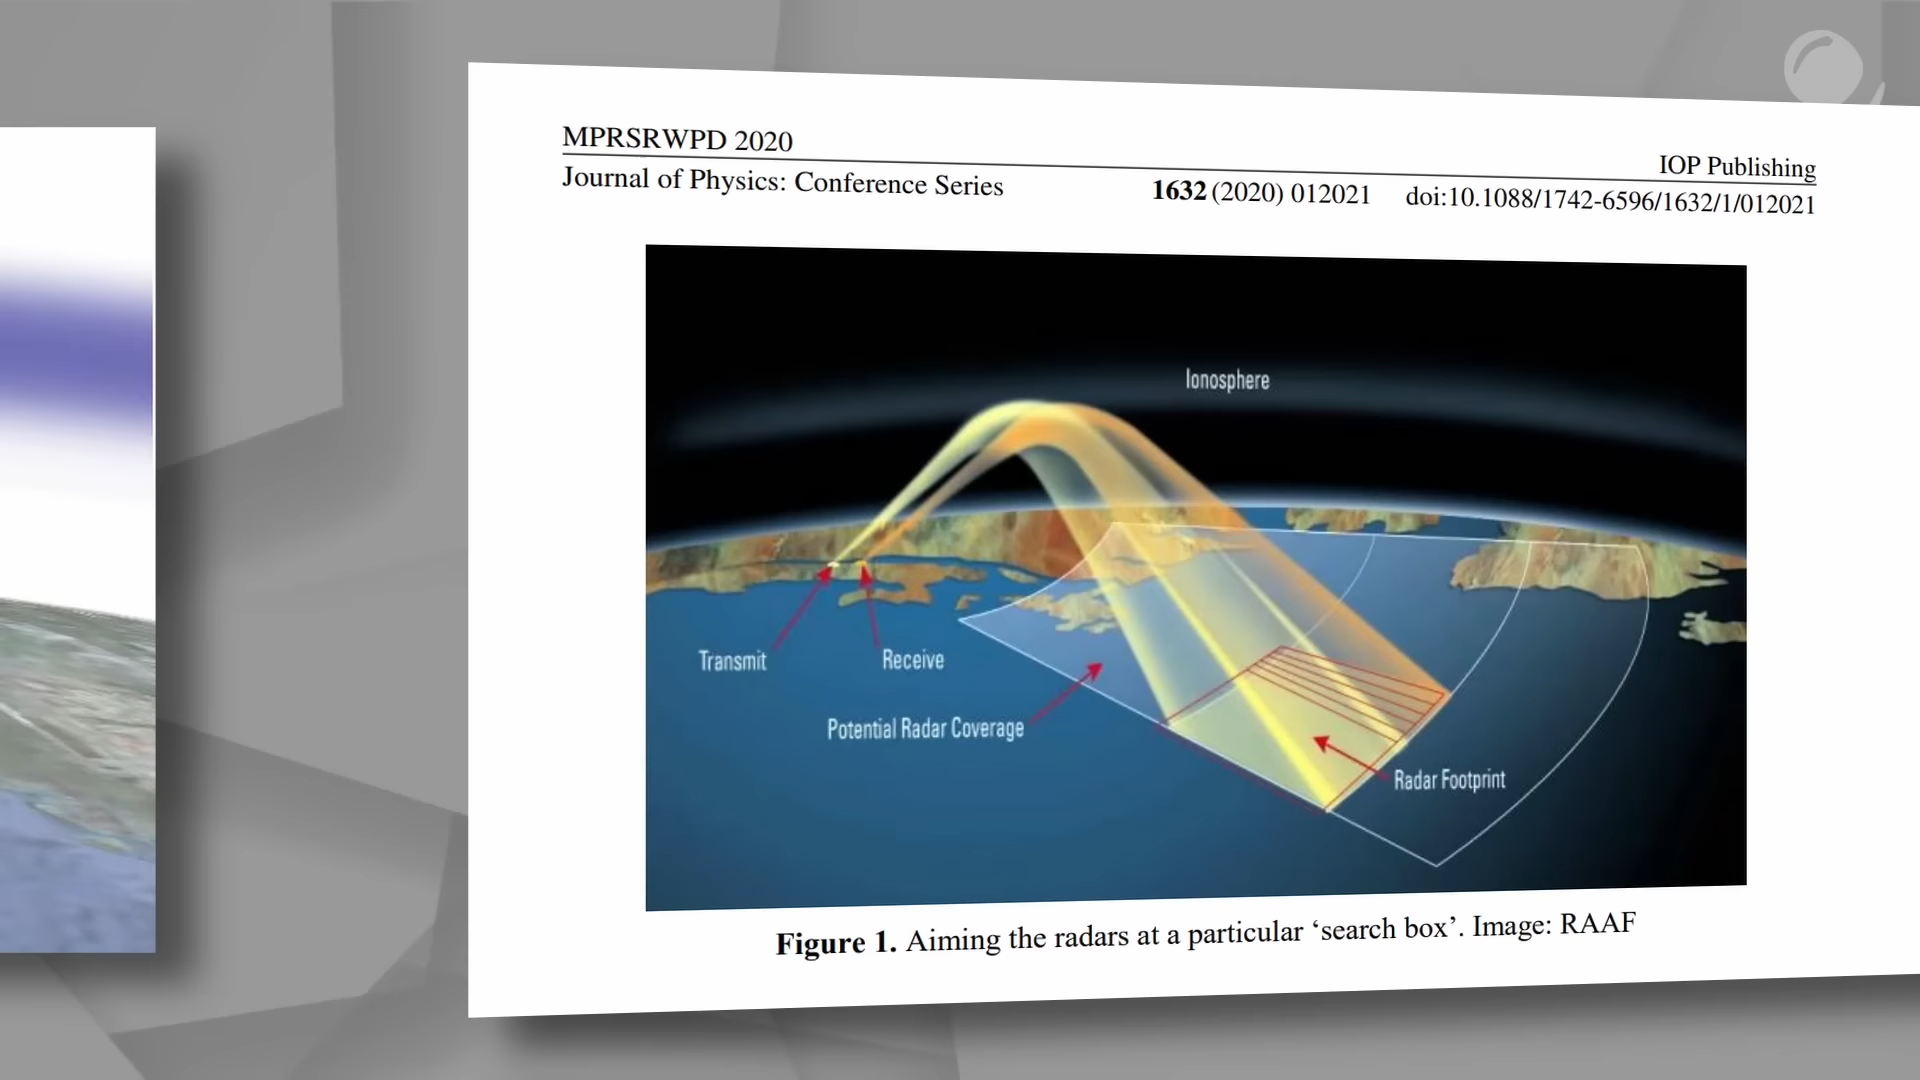 MPRSRWPD 2020
IOP Publishing
Journal of Physics: Conference Series
1632 (2020) 012021
doi:10.1088/1742-6596/1632/1/012021
Ionosphere
Transmit
Receive
Potential Radar Coverage
Radar Footprint
Figure 1. Aiming the radars at a particular ‘search box’. Image: RAAF